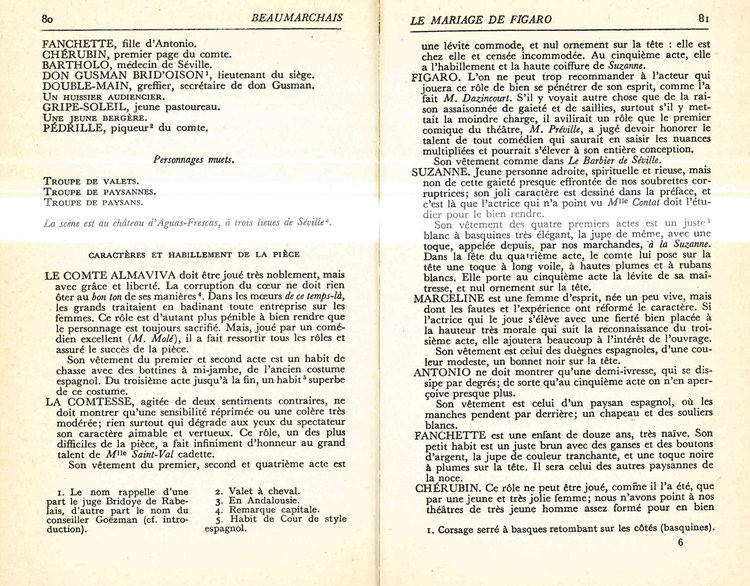 80 BEAUMARCHAIS
FANCHETTE, fille d'Antonio.
CHÉRUBIN, premier page du comte.
BARTHOLO, médecin de Séville.
DON GUSMAN BRID'OISON¹, lieutenant du siège.
DOUBLE-MAIN, greffier, secrétaire de don Gusman.
UN HUISSIER AUDIENCIER.
GRIPE-SOLEIL, jeune pastoureau.
UNE JEUNE BERGÈRE.
PÉDRILLE, piqueur² du comte.
Personnages muets.
TROUPE DE VALETS.
TROUPE DE PAYSANNES.
TROUPE DE PAYSANS.
La scène est au château d'Aguas-Frescas, à trois lieues de Séville³.
CARACTÈRES ET HABILLEMENT DE LA PIÈCE
LE COMTE ALMAVIVA doit être joué très noblement, mais
avec grâce et liberté. La corruption du cœur ne doit rien
ôter au bon ton de ses manières⁴. Dans les mœurs de ce temps-là,
les grands traitaient en badinant toute entreprise sur les
femmes. Ce rôle est d'autant plus pénible à bien rendre que
le personnage est toujours sacrifié. Mais, joué par un comé-
dien excellent (M. Molé), il a fait ressortir tous les rôles et
assuré le succès de la pièce.
Son vêtement du premier et second acte est un habit de
chasse avec des bottines à mi-jambe, de l'ancien costume
espagnol. Du troisième acte jusqu'à la fin, un habit⁵ superbe
de ce costume.
LA COMTESSE, agitée de deux sentiments contraires, ne
doit montrer qu'une sensibilité réprimée ou une colère très
modérée; rien surtout qui dégrade aux yeux du spectateur
son caractère aimable et vertueux. Ce rôle, un des plus
difficiles de la pièce, a fait infiniment d'honneur au grand
talent de Mlle Saint-Val cadette.
Son vêtement du premier, second et quatrième acte est
1. Le nom rappelle d'une
part le juge Bridoye de Rabe-
lais, d'autre part le nom du
conseiller Goëzman (cf. intro-
duction).
2. Valet à cheval.
3. En Andalousie.
4. Remarque capitale.
5. Habit de Cour de style
espagnol.
LE MARIAGE DE FIGARO 81
une lévite commode, et nul ornement sur la tête : elle est
chez elle et censée incommodée. Au cinquième acte, elle
a l'habillement et la haute coiffure de Suzanne.
FIGARO. L'on ne peut trop recommander à l'acteur qui
jouera ce rôle de bien se pénétrer de son esprit, comme l'a
fait M. Dazincourt. S'il y voyait autre chose que de la rai-
son assaisonnée de gaieté et de saillies, surtout s'il y met-
tait la moindre charge, il avilirait un rôle que le premier
comique du théâtre, M. Préville, a jugé devoir honorer le
talent de tout comédien qui saurait en saisir les nuances
multipliées et pourrait s'élever à son entière conception.
Son vêtement comme dans Le Barbier de Séville.
SUZANNE. Jeune personne adroite, spirituelle et rieuse, mais
non de cette gaieté presque effrontée de nos soubrettes cor-
ruptrices; son joli caractère est dessiné dans la préface, et
c'est là que l'actrice qui n'a point vu Mlle Contat doit l'étu-
dier pour le bien rendre.
Son vêtement des quatre premiers actes est un juste¹
blanc à basquines très élégant, la jupe de même, avec une
toque, appelée depuis, par nos marchandes, à la Suzanne.
Dans la fête du quatrième acte, le comte lui pose sur la
tête une toque à long voile, à hautes plumes et à rubans
blancs. Elle porte au cinquième acte la lévite de sa maî-
tresse, et nul ornement sur la tête.
MARCELINE est une femme d'esprit, née un peu vive, mais
dont les fautes et l'expérience ont réformé le caractère. Si
l'actrice qui le joue s'élève avec une fierté bien placée à
la hauteur très morale qui suit la reconnaissance du troi-
sième acte, elle ajoutera beaucoup à l'intérêt de l'ouvrage.
Son vêtement est celui des duègnes espagnoles, d'une cou-
leur modeste, un bonnet noir sur la tête.
ANTONIO ne doit montrer qu'une demi-ivresse, qui se dis-
sipe par degrés; de sorte qu'au cinquième acte on n'en aper-
çoive presque plus.
Son vêtement est celui d'un paysan espagnol, où les
manches pendent par derrière; un chapeau et des souliers
blancs.
FANCHETTE est une enfant de douze ans, très naïve. Son
petit habit est un juste brun avec des ganses et des boutons
d'argent, la jupe de couleur tranchante, et une toque noire
à plumes sur la tête. Il sera celui des autres paysannes de
la noce.
CHÉRUBIN. Ce rôle ne peut être joué, comme il l'a été, que
par une jeune et très jolie femme; nous n'avons point à nos
théâtres de très jeune homme assez formé pour en bien
1. Corsage serré à basques retombant sur les côtés (basquines).
6